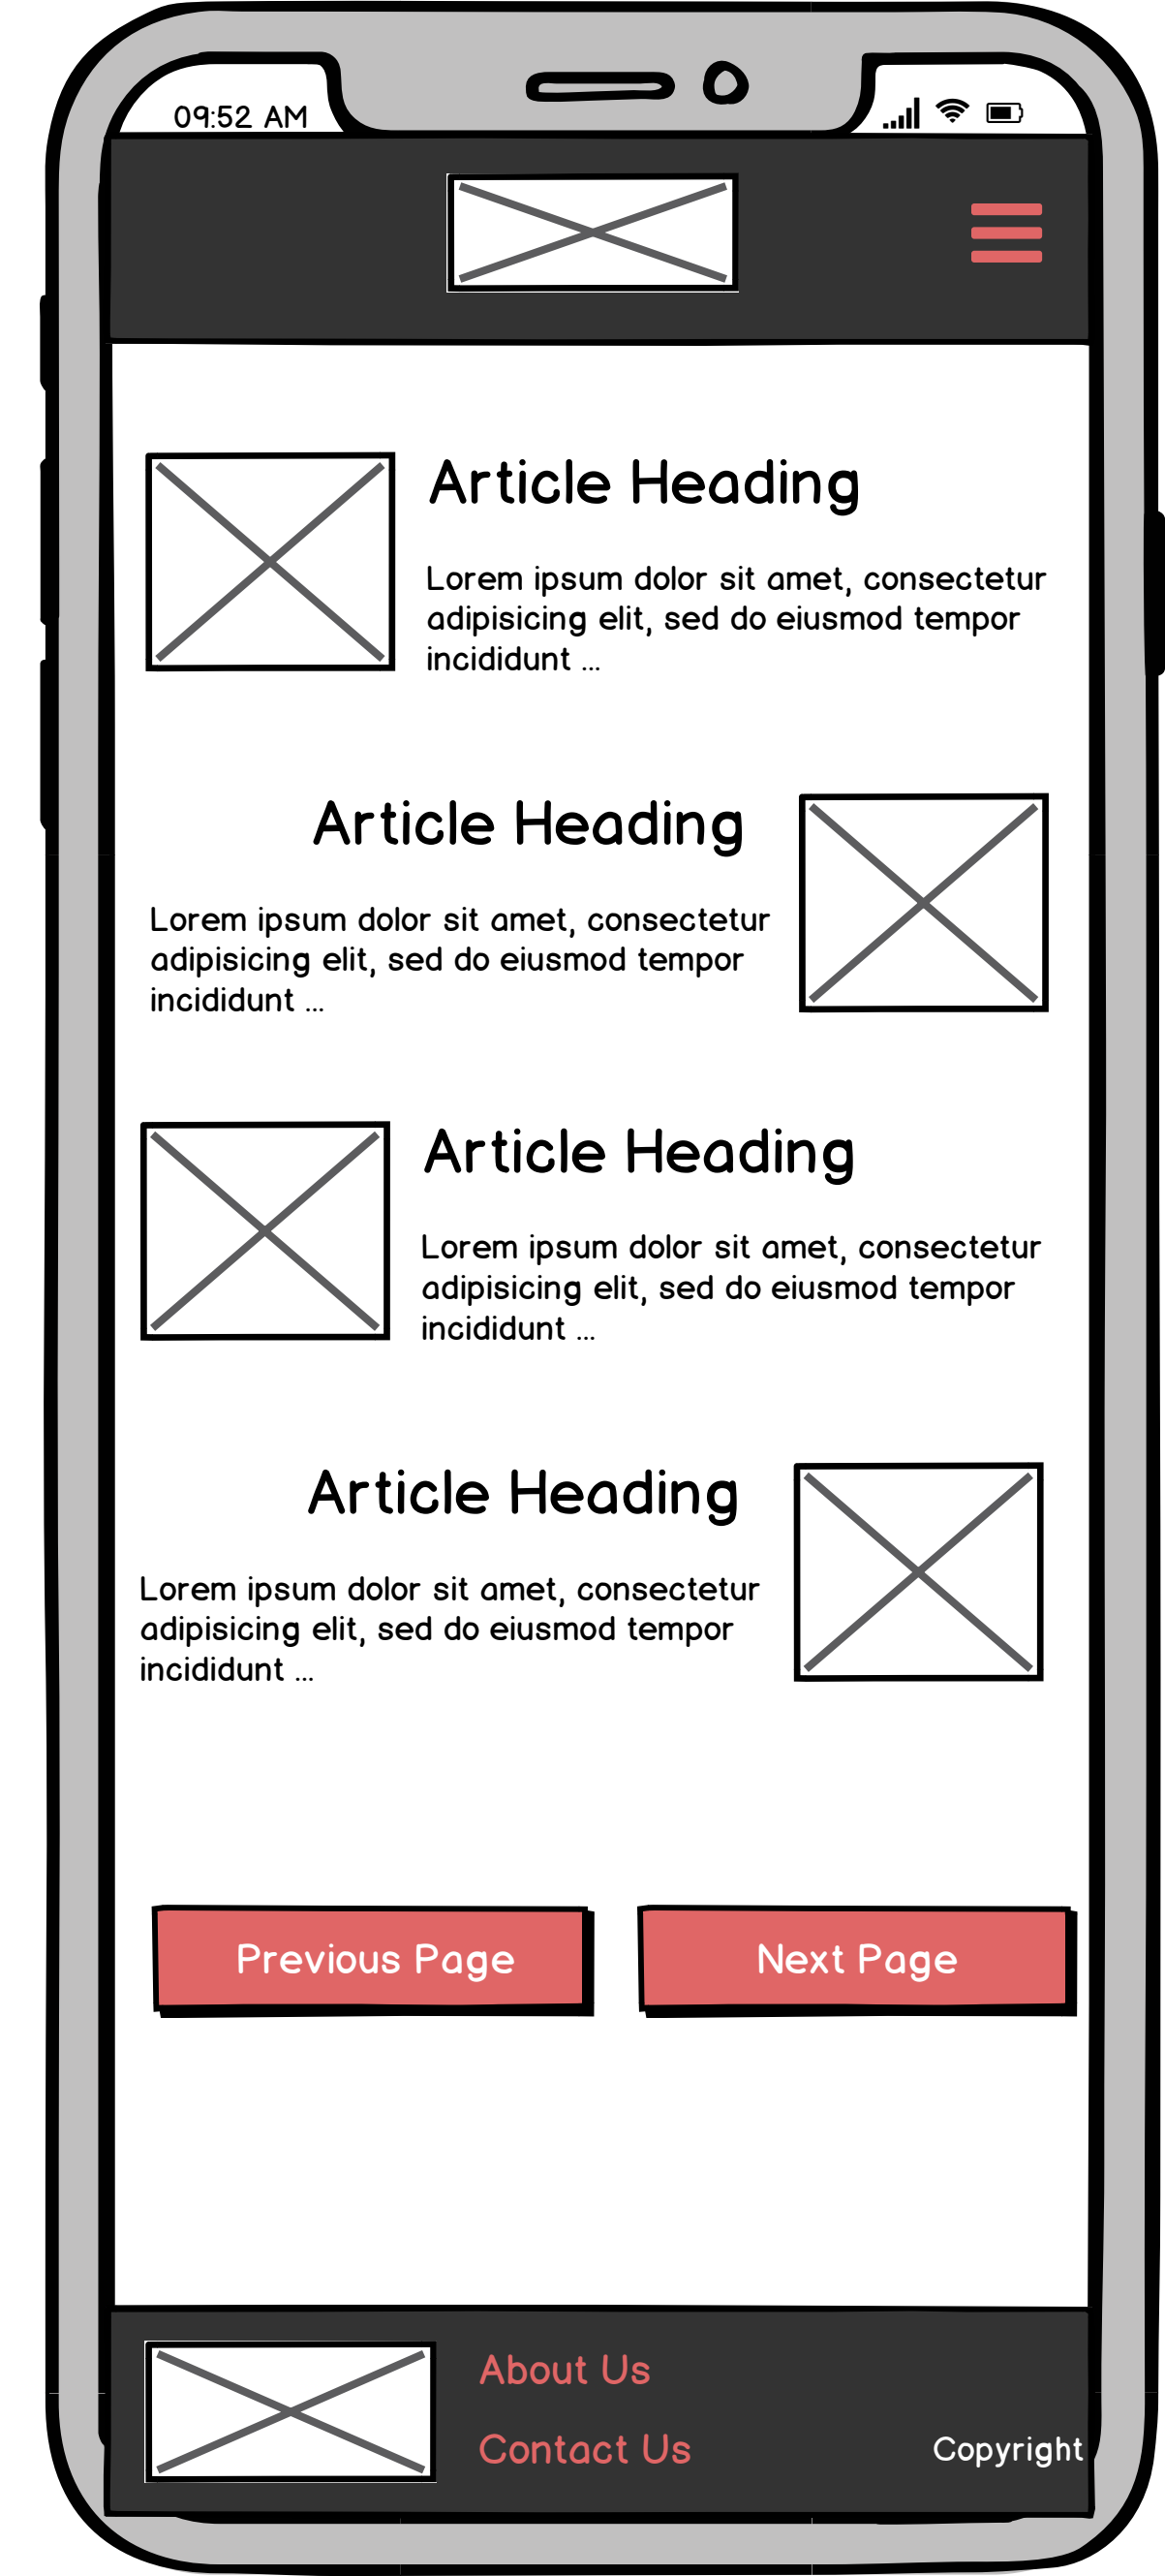 09:52 AM
Article Heading
Lorem ipsum dolor sit amet, consectetur
adipisicing elit, sed do eiusmod tempor
incididunt ...
Article Heading
Lorem ipsum dolor sit amet, consectetur
adipisicing elit, sed do eiusmod tempor
incididunt ...
Article Heading
Lorem ipsum dolor sit amet, consectetur
adipisicing elit, sed do eiusmod tempor
incididunt ...
Article Heading
Lorem ipsum dolor sit amet, consectetur
adipisicing elit, sed do eiusmod tempor
incididunt ...
Previous Page
Next Page
About Us
Contact Us
Copyright